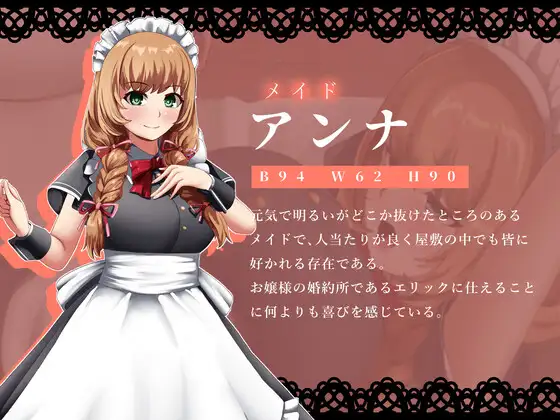 メイド
アンナ
B94 W62 H90
元気で明るいがどこか抜けたところのある
メイドで、人当たりが良く屋敷の中でも皆に
好かれる存在である。
お嬢様の婚約所であるエリックに仕えること
に何よりも喜びを感じている。